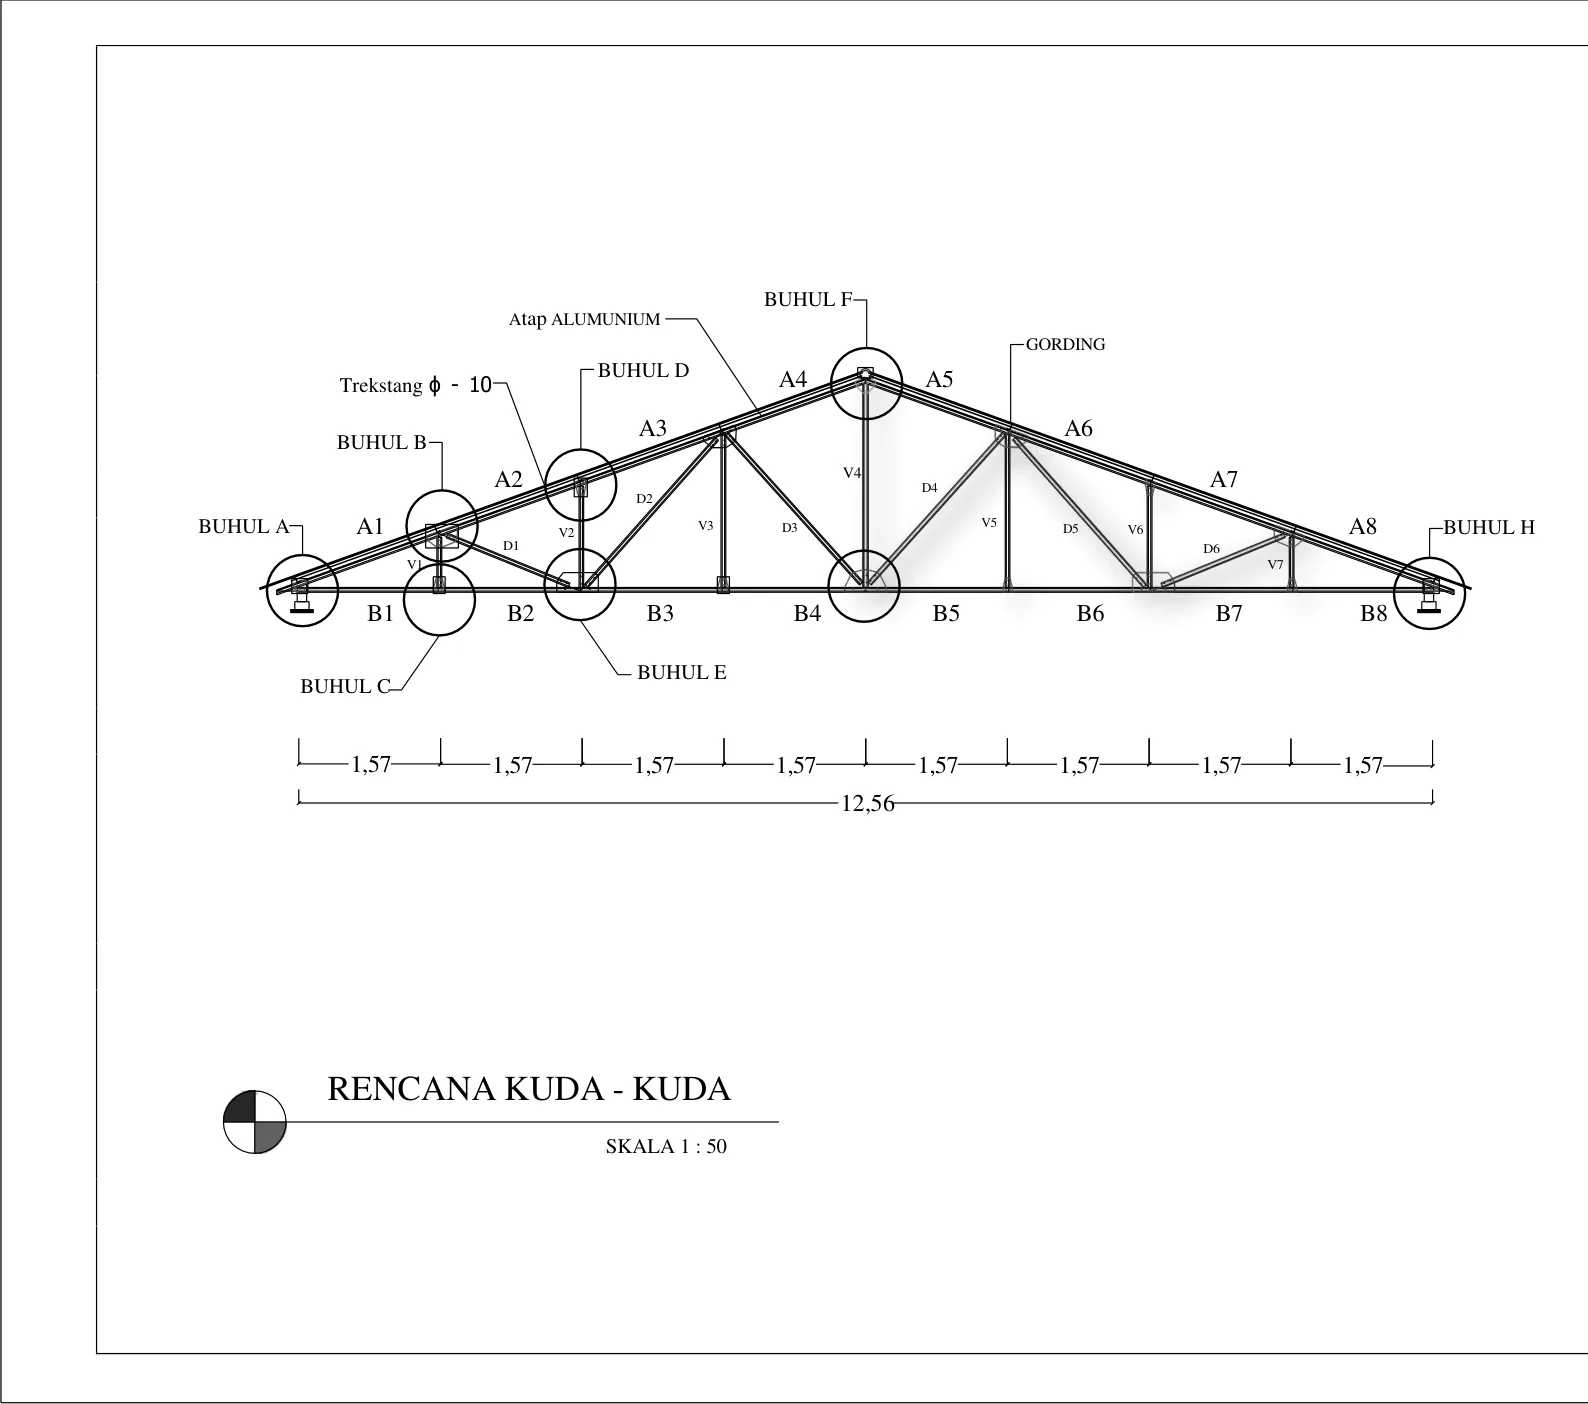 BUHUL F
Atap ALUMUNIUM
GORDING
BUHUL D
Trekstang ϕ - 10
A4
A5
A3
A6
BUHUL B
A2
V4
A7
D4
D2
BUHUL A
A1
V2
V3
D3
V5
D5
V6
A8
BUHUL H
D1
D6
V1
V7
B1
B2
B3
B4
B5
B6
B7
B8
BUHUL E
BUHUL C
1,57 1,57 1,57 1,57 1,57 1,57 1,57 1,57
12,56
RENCANA KUDA - KUDA
SKALA 1 : 50